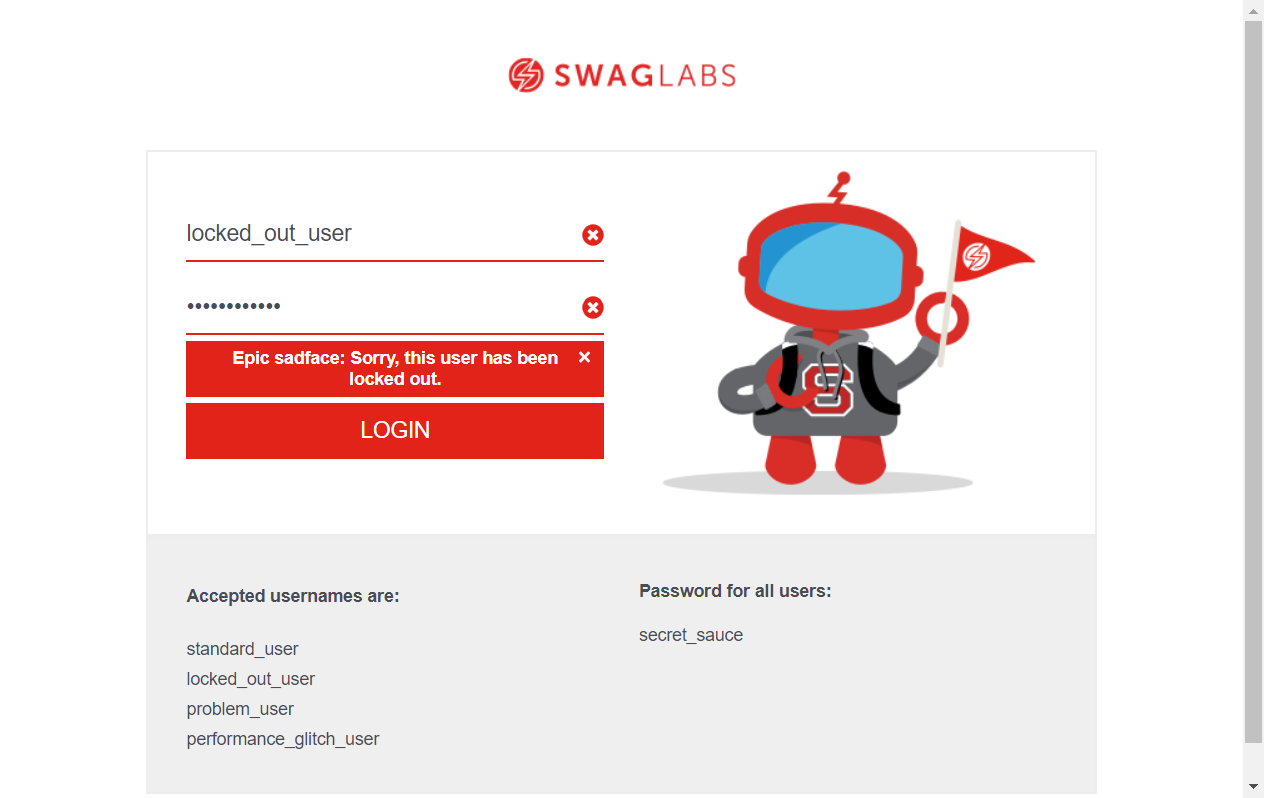 SWAGLABS
locked_out_user
••••••••••••
Epic sadface: Sorry, this user has been
locked out.
LOGIN
S
Accepted usernames are:
standard_user
locked_out_user
problem_user
performance_glitch_user
Password for all users:
secret_sauce